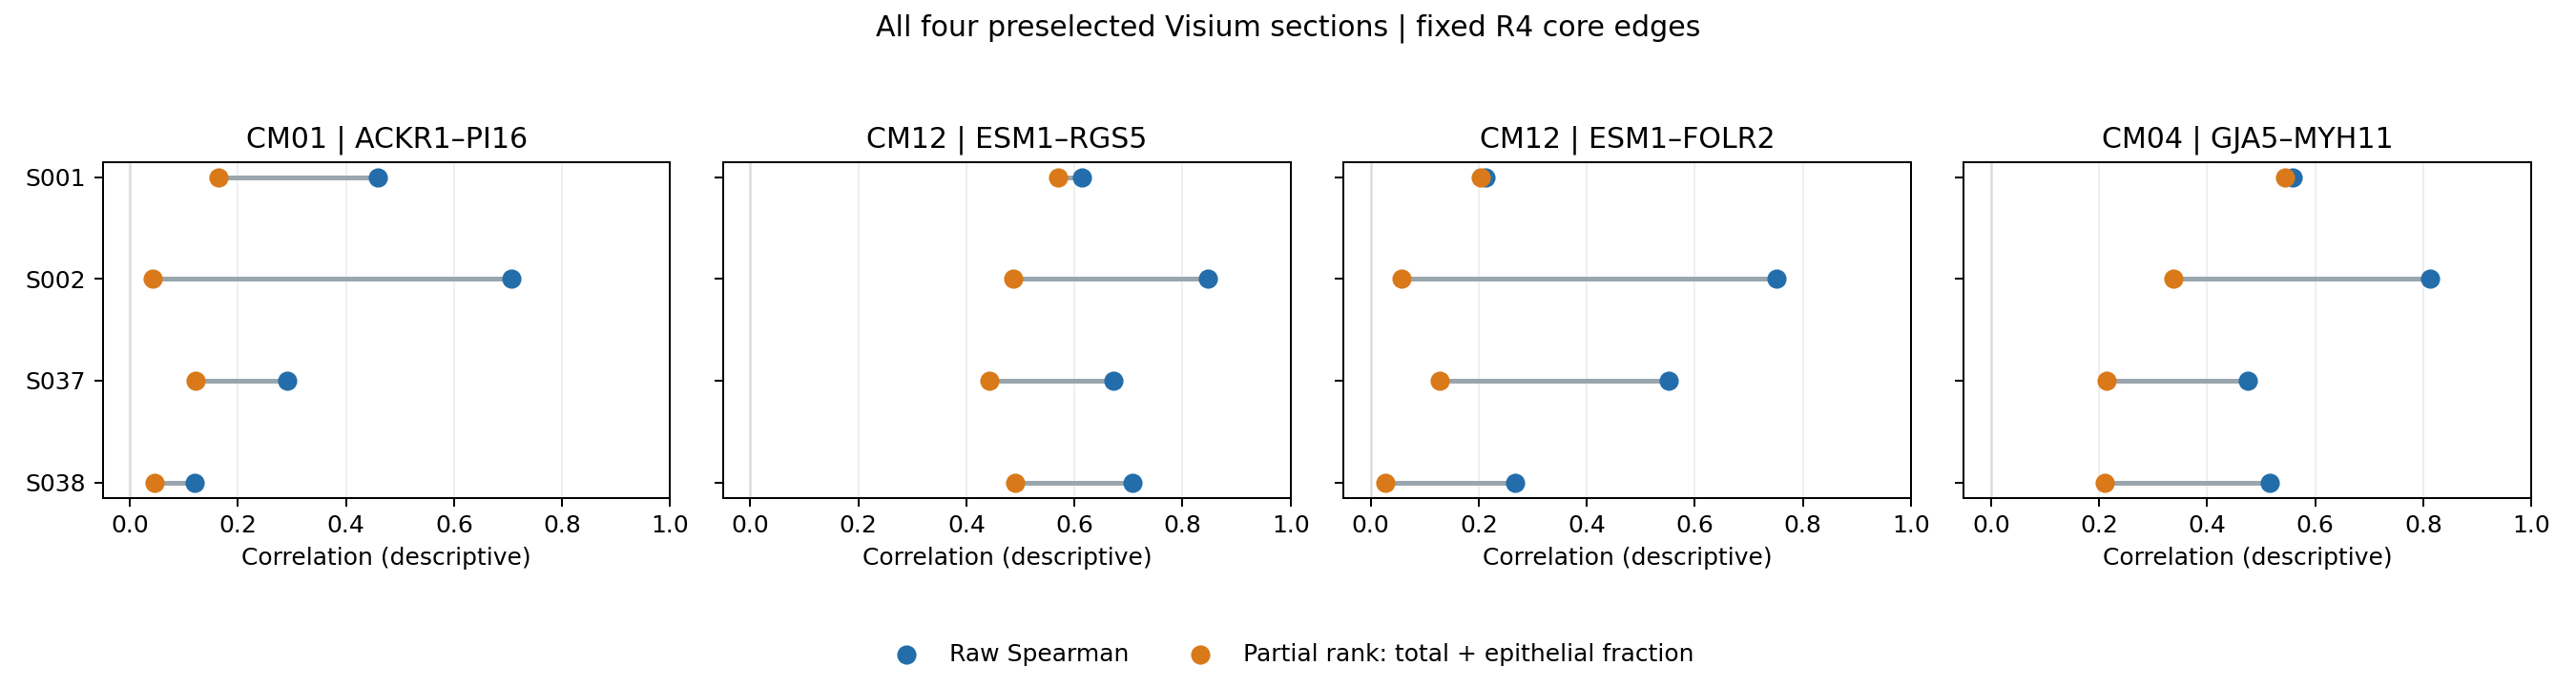 All four preselected Visium sections | fixed R4 core edges
CM01 | ACKR1–PI16
CM12 | ESM1–RGS5
CM12 | ESM1–FOLR2
CM04 | GJA5–MYH11
S001
S002
S037
S038
0.0 0.2 0.4 0.6 0.8 1.0
0.0 0.2 0.4 0.6 0.8 1.0
0.0 0.2 0.4 0.6 0.8 1.0
0.0 0.2 0.4 0.6 0.8 1.0
Correlation (descriptive)
Correlation (descriptive)
Correlation (descriptive)
Correlation (descriptive)
Raw Spearman
Partial rank: total + epithelial fraction